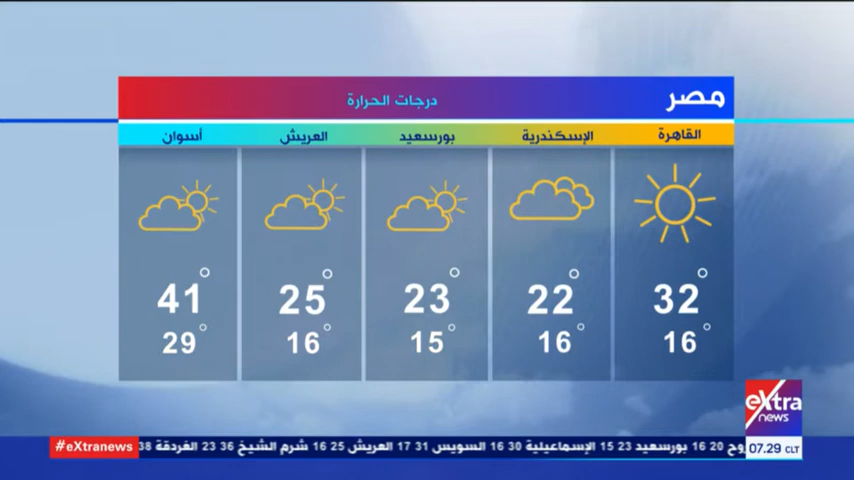 مصر
درجات الحرارة
القاهرة الإسكندرية بورسعيد العريش أسوان
32° 22° 23° 25° 41°
16° 16° 15° 16° 29°
eXtra
news
#eXtranews
20 16 بورسعيد 23 15 الإسماعيلية 30 16 السويس 31 17 العريش 25 16 شرم الشيخ 36 23 الغردقة 38
07.29 CLT